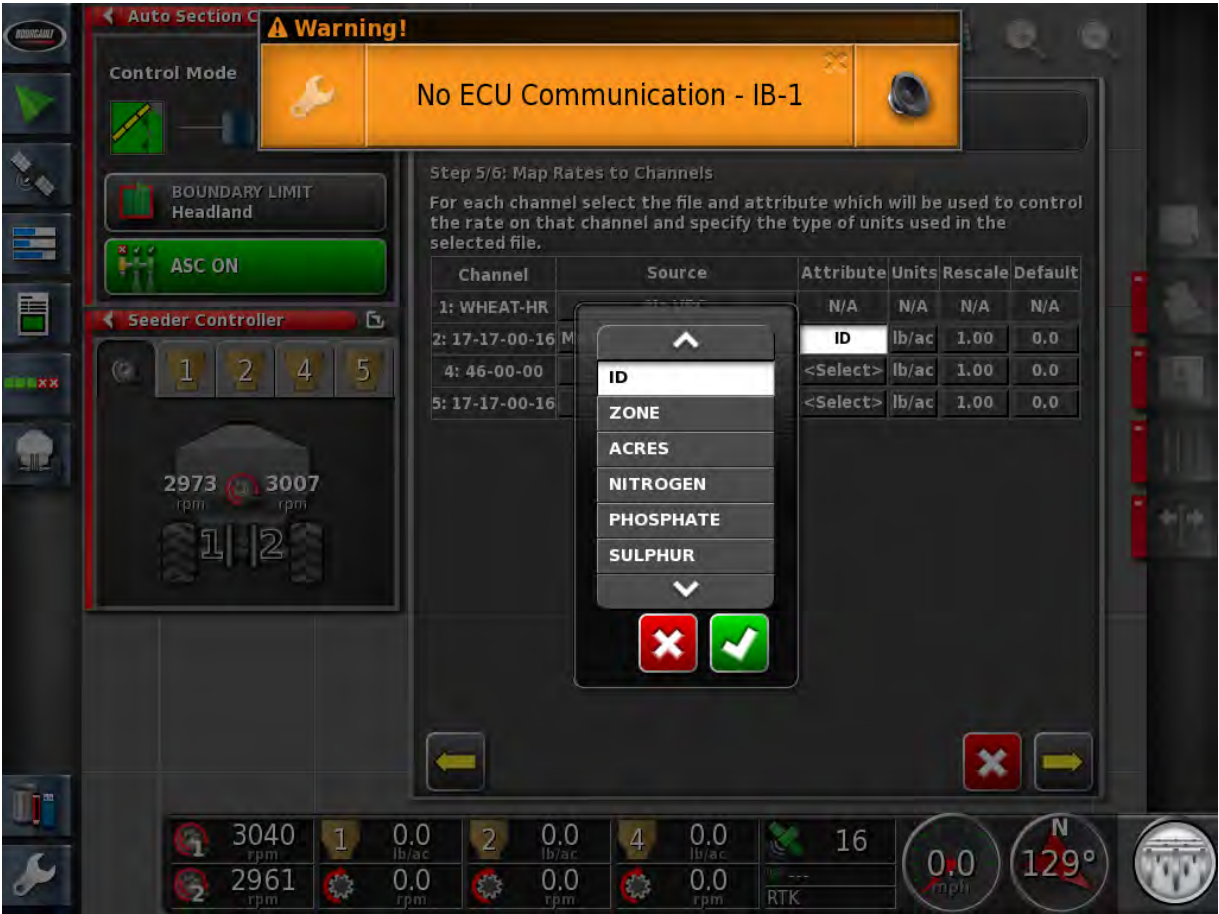 BOURGAULT
Auto Section C
Warning!
No ECU Communication - IB-1
Control Mode
BOUNDARY LIMIT
Headland
ASC ON
Seeder Controller
1 2 4 5
2973 3007
rpm rpm
1 2
Step 5/6: Map Rates to Channels
For each channel select the file and attribute which will be used to control
the rate on that channel and specify the type of units used in the
selected file.
Channel Source Attribute Units Rescale Default
1: WHEAT-HR N/A N/A N/A N/A
2: 17-17-00-16 M ID lb/ac 1.00 0.0
4: 46-00-00 <Select> lb/ac 1.00 0.0
5: 17-17-00-16 <Select> lb/ac 1.00 0.0
ID
ZONE
ACRES
NITROGEN
PHOSPHATE
SULPHUR
1 3040 rpm 1 0.0 lb/ac 2 0.0 lb/ac 4 0.0 lb/ac 16
2 2961 rpm 0.0 rpm 0.0 rpm 0.0 rpm ---
RTK
0.0
mph
N
129°